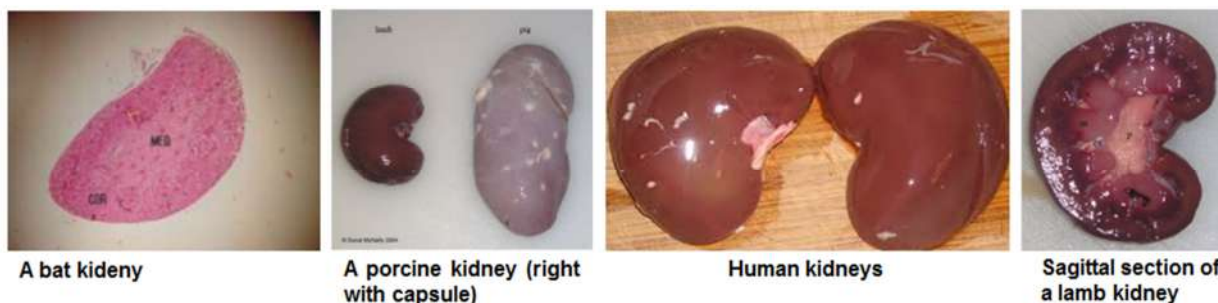 MED
COR
lamb
pig
A bat kideny
A porcine kidney (right
with capsule)
Human kidneys
Sagittal section of
a lamb kidney